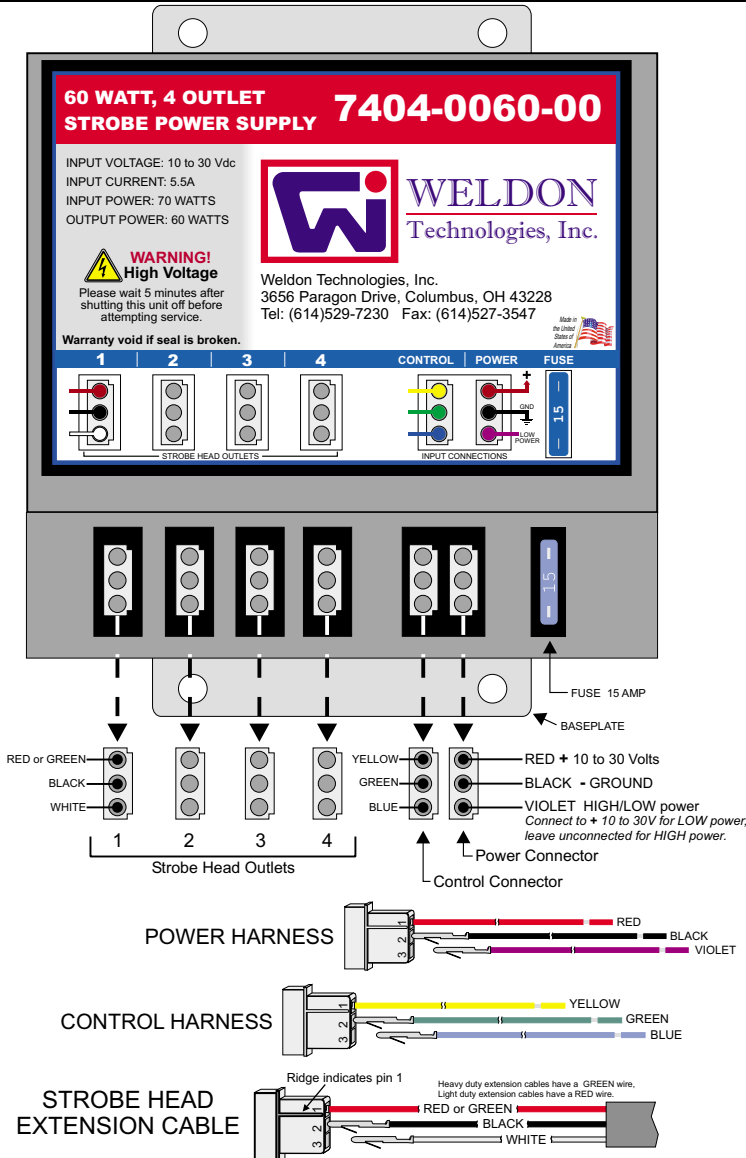 60 WATT, 4 OUTLET
STROBE POWER SUPPLY
7404-0060-00
INPUT VOLTAGE: 10 to 30 Vdc
INPUT CURRENT: 5.5A
INPUT POWER: 70 WATTS
OUTPUT POWER: 60 WATTS
WARNING!
High Voltage
Please wait 5 minutes after
shutting this unit off before
attempting service.
Warranty void if seal is broken.
WELDON
Technologies, Inc.
Weldon Technologies, Inc.
3656 Paragon Drive, Columbus, OH 43228
Tel: (614)529-7230 Fax: (614)527-3547
Made in
the United
States of
America
1 2 3 4 CONTROL POWER FUSE
+
GND
LOW
POWER
15
STROBE HEAD OUTLETS
INPUT CONNECTIONS
15
FUSE 15 AMP
BASEPLATE
RED or GREEN
BLACK
WHITE
YELLOW
GREEN
BLUE
RED + 10 to 30 Volts
BLACK - GROUND
VIOLET HIGH/LOW power
Connect to + 10 to 30V for LOW power,
leave unconnected for HIGH power.
1 2 3 4
Strobe Head Outlets
Power Connector
Control Connector
POWER HARNESS
1
2
3
RED
BLACK
VIOLET
CONTROL HARNESS
1
2
3
YELLOW
GREEN
BLUE
STROBE HEAD
EXTENSION CABLE
Ridge indicates pin 1
1
2
3
Heavy duty extension cables have a GREEN wire,
Light duty extension cables have a RED wire.
RED or GREEN
BLACK
WHITE